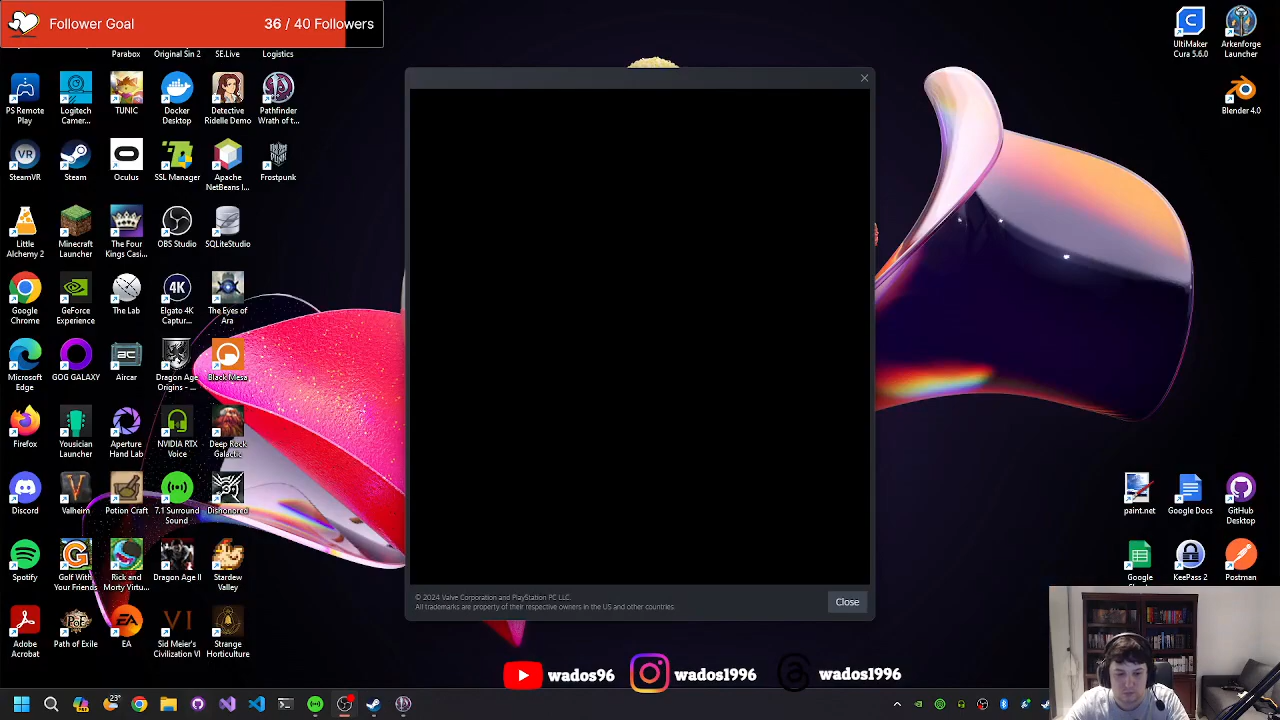 Follower Goal 36 / 40 Followers
Parabox
Original Sin 2
SE.Live
Logistics
UltiMaker Cura 5.6.0
Arkenforge Launcher
PS Remote Play
Logitech Camer...
TUNIC
Docker Desktop
Detective Ridelle Demo
Pathfinder Wrath of t...
Blender 4.0
SteamVR
Steam
Oculus
SSL Manager
Apache NetBeans I...
Frostpunk
Little Alchemy 2
Minecraft Launcher
The Four Kings Casi...
OBS Studio
SQLiteStudio
Google Chrome
GeForce Experience
The Lab
Elgato 4K Captur...
The Eyes of Ara
Microsoft Edge
GOG GALAXY
Aircar
Dragon Age Origins - ...
Black Mesa
Firefox
Yousician Launcher
Aperture Hand Lab
NVIDIA RTX Voice
Deep Rock Galactic
Discord
Valheim
Potion Craft
7.1 Surround Sound
Dishonored
paint.net
Google Docs
GitHub Desktop
Spotify
Golf With Your Friends
Rick and Morty Virtu...
Dragon Age II
Stardew Valley
Google
KeePass 2
Postman
Adobe Acrobat
Path of Exile
EA
Sid Meier's Civilization VI
Strange Horticulture
© 2024 Valve Corporation and PlayStation PC LLC.
All trademarks are property of their respective owners in the US and other countries.
Close
wados96
wados1996
wados1996
23°